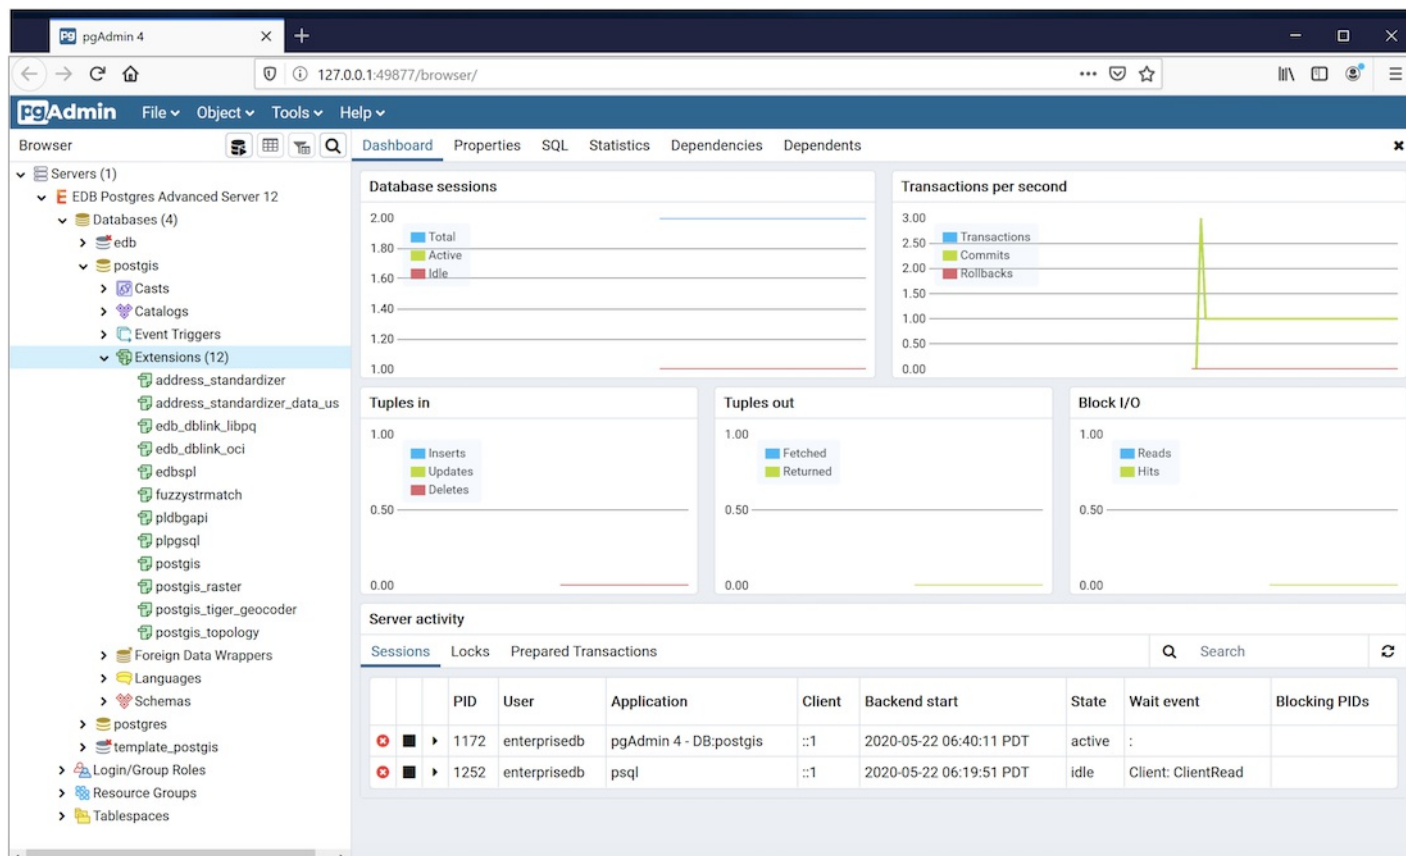 pgAdmin 4
127.0.0.1:49877/browser/
pgAdmin File Object Tools Help
Browser
Dashboard Properties SQL Statistics Dependencies Dependents
Servers (1)
EDB Postgres Advanced Server 12
Databases (4)
edb
postgis
Casts
Catalogs
Event Triggers
Extensions (12)
address_standardizer
address_standardizer_data_us
edb_dblink_libpq
edb_dblink_oci
edbspl
fuzzystrmatch
pldbgapi
plpgsql
postgis
postgis_raster
postgis_tiger_geocoder
postgis_topology
Foreign Data Wrappers
Languages
Schemas
postgres
template_postgis
Login/Group Roles
Resource Groups
Tablespaces
Database sessions
2.00
1.80
1.60
1.40
1.20
1.00
Total
Active
Idle
Transactions per second
3.00
2.50
2.00
1.50
1.00
0.50
0.00
Transactions
Commits
Rollbacks
Tuples in
1.00
0.50
0.00
Inserts
Updates
Deletes
Tuples out
1.00
0.50
0.00
Fetched
Returned
Block I/O
1.00
0.50
0.00
Reads
Hits
Server activity
Sessions Locks Prepared Transactions
Search
PID User Application Client Backend start State Wait event Blocking PIDs
1172 enterprisedb pgAdmin 4 - DB:postgis ::1 2020-05-22 06:40:11 PDT active :
1252 enterprisedb psql ::1 2020-05-22 06:19:51 PDT idle Client: ClientRead